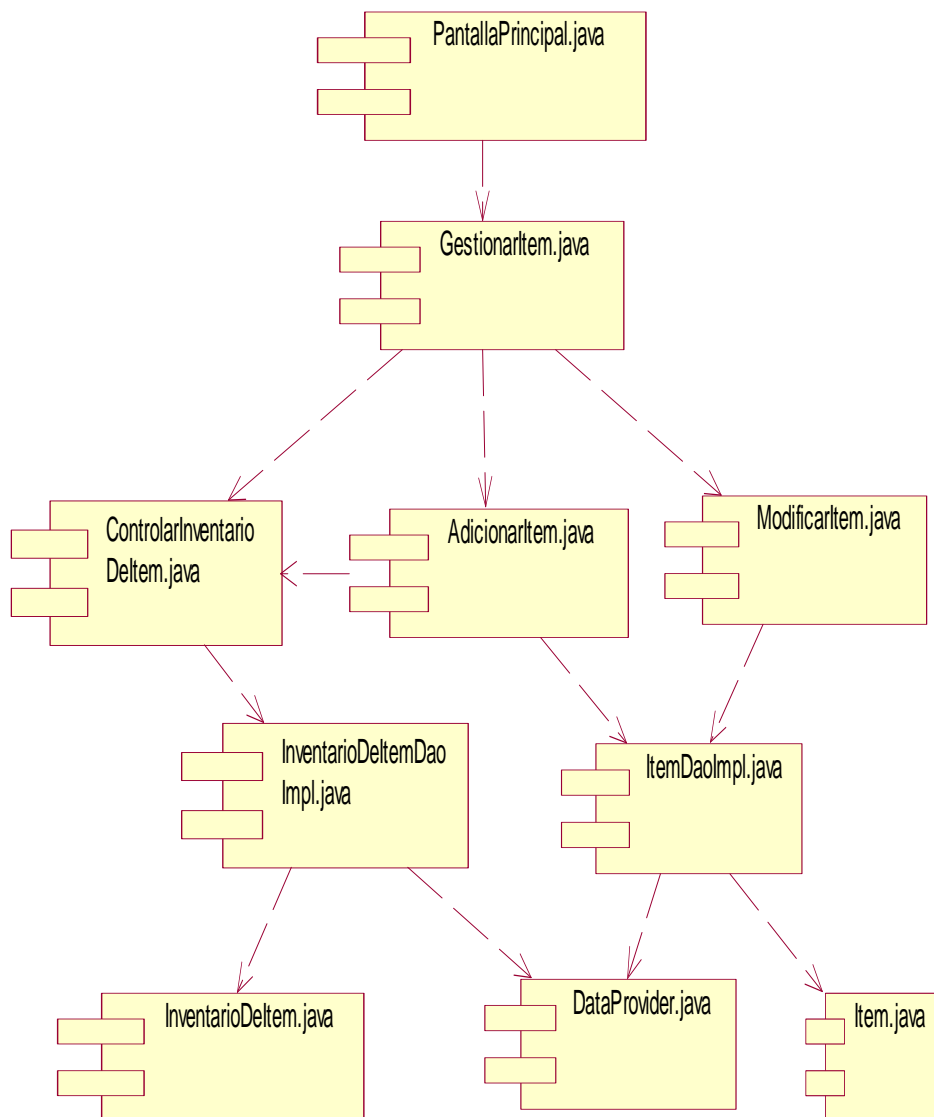 PantallaPrincipal.java
GestionarItem.java
ControlarInventario
DeItem.java
AdicionarItem.java
ModificarItem.java
InventarioDeItemDao
Impl.java
ItemDaoImpl.java
InventarioDeItem.java
DataProvider.java
Item.java